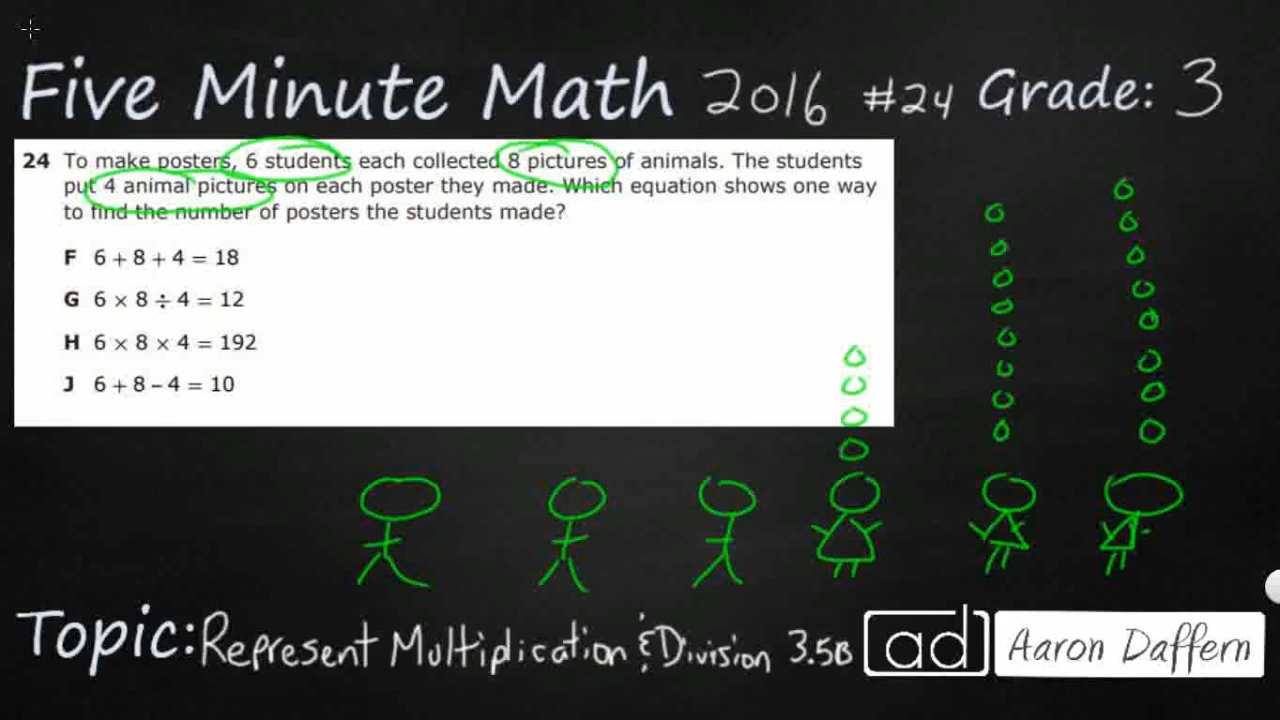 Five Minute Math 2016 #24 Grade: 3
24 To make posters, 6 students each collected 8 pictures of animals. The students
put 4 animal pictures on each poster they made. Which equation shows one way
to find the number of posters the students made?
F 6 + 8 + 4 = 18
G 6 × 8 ÷ 4 = 12
H 6 × 8 × 4 = 192
J 6 + 8 – 4 = 10
Topic: Represent Multiplication & Division 3.5B ad Aaron Daffern